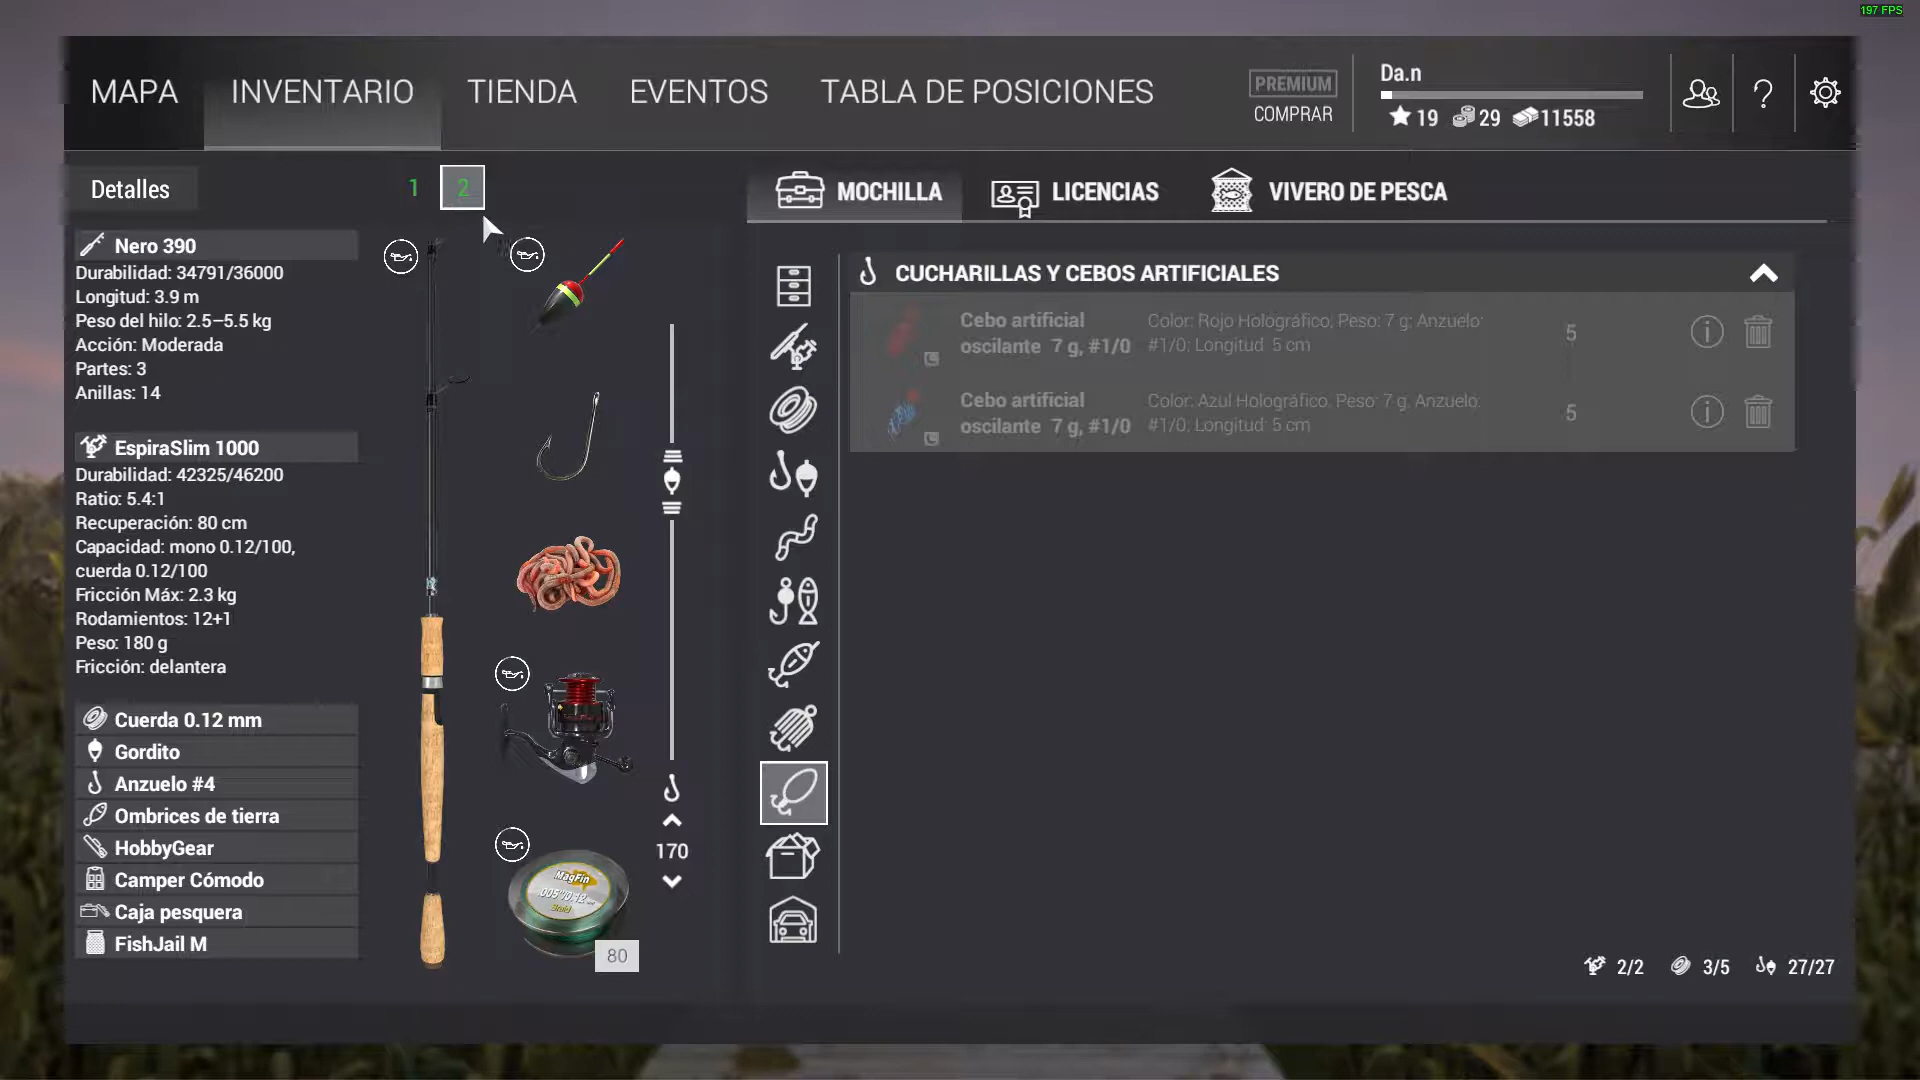 197 FPS
MAPA
INVENTARIO
TIENDA
EVENTOS
TABLA DE POSICIONES
PREMIUM
COMPRAR
Da.n
19
29
11558
Detalles
1
2
MOCHILLA
LICENCIAS
VIVERO DE PESCA
Nero 390
Durabilidad: 34791/36000
Longitud: 3.9 m
Peso del hilo: 2.5–5.5 kg
Acción: Moderada
Partes: 3
Anillas: 14
EspiraSlim 1000
Durabilidad: 42325/46200
Ratio: 5.4:1
Recuperación: 80 cm
Capacidad: mono 0.12/100,
cuerda 0.12/100
Fricción Máx: 2.3 kg
Rodamientos: 12+1
Peso: 180 g
Fricción: delantera
Cuerda 0.12 mm
Gordito
Anzuelo #4
Ombrices de tierra
HobbyGear
Camper Cómodo
Caja pesquera
FishJail M
170
MagFin
.005"/0.12 mm
Braid
80
CUCHARILLAS Y CEBOS ARTIFICIALES
Cebo artificial
oscilante 7 g, #1/0
Color: Rojo Holográfico; Peso: 7 g; Anzuelo:
#1/0; Longitud: 5 cm
5
Cebo artificial
oscilante 7 g, #1/0
Color: Azul Holográfico; Peso: 7 g; Anzuelo:
#1/0; Longitud: 5 cm
5
2/2
3/5
27/27